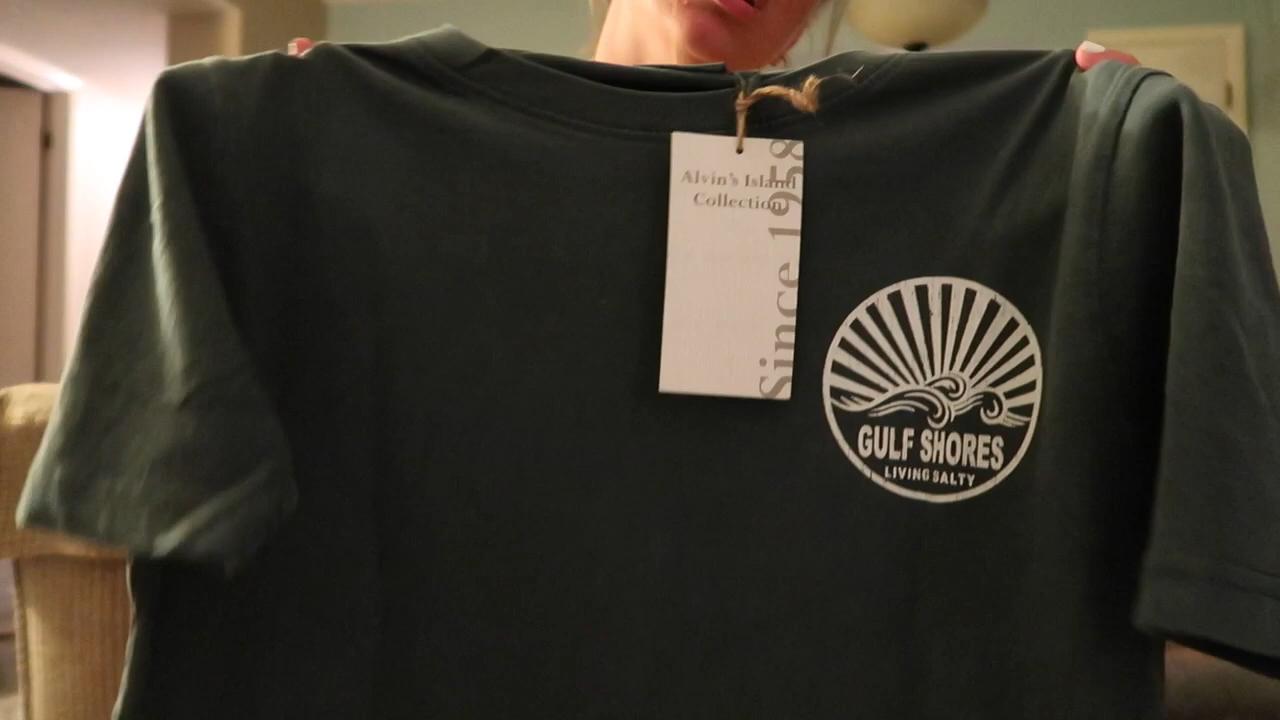 Alvin's Island
Collection
Since 1958
GULF SHORES
LIVING SALTY